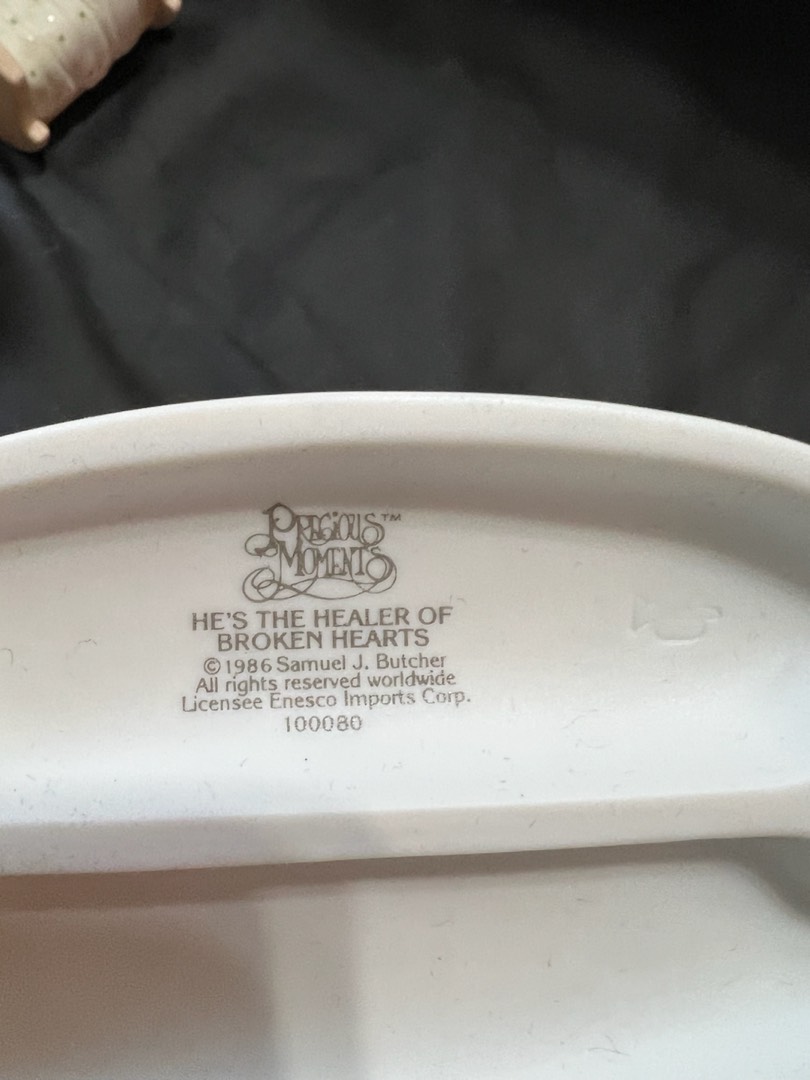 PRECIOUS™
MOMENTS
HE'S THE HEALER OF
BROKEN HEARTS
©1986 Samuel J. Butcher
All rights reserved worldwide
Licensee Enesco Imports Corp.
100080